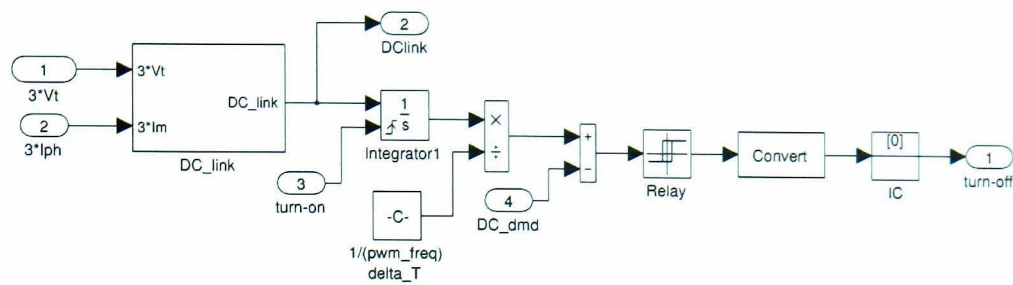 2
DClink
1
3*Vt
3*Vt
DC_link
2
3*Iph
3*Im
DC_link
1
s
Integrator1
3
turn-on
×
÷
-C-
1/(pwm_freq)
delta_T
+
−
4
DC_dmd
Relay
Convert
[0]
IC
1
turn-off